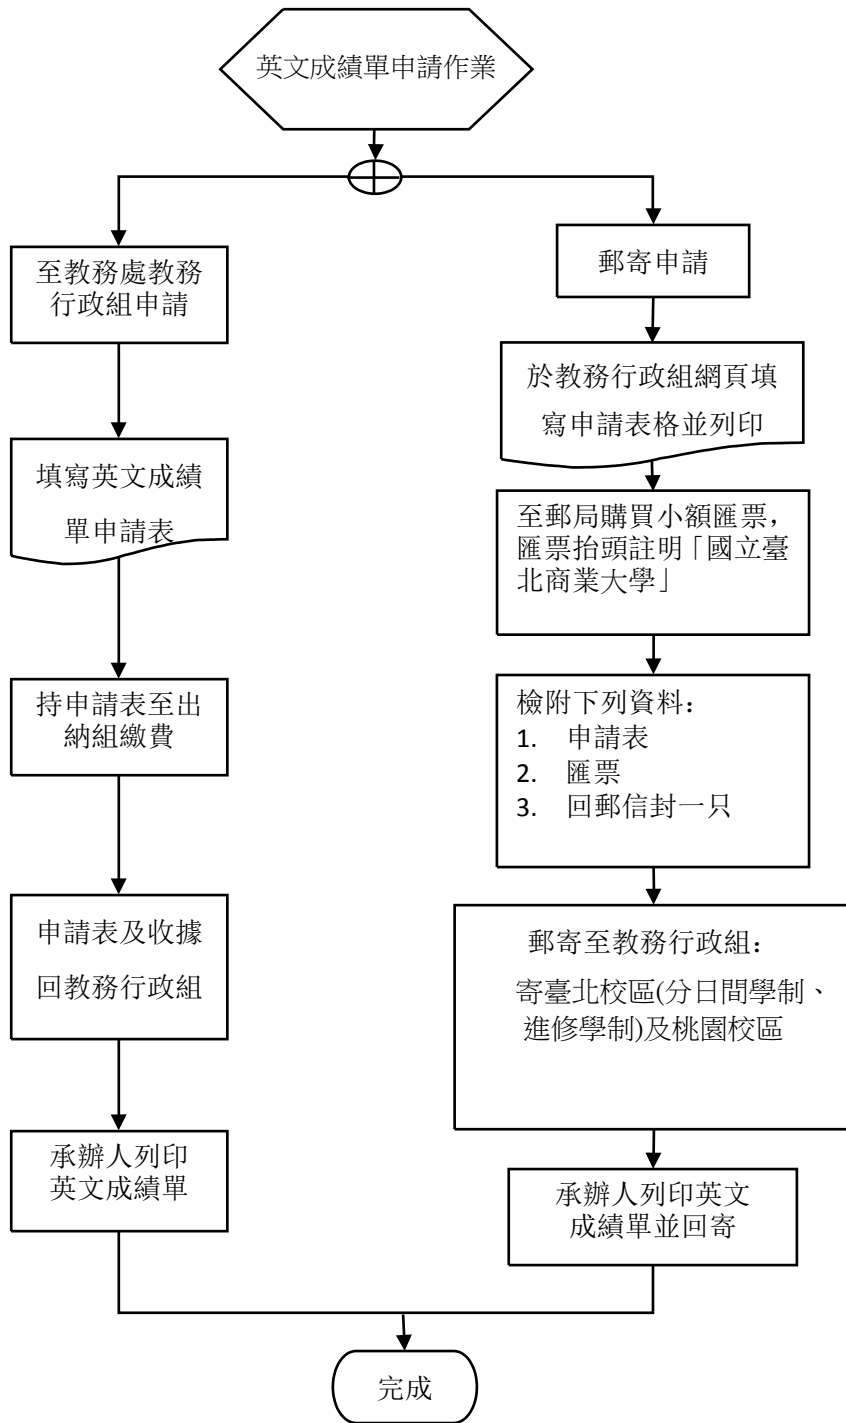 英文成績單申請作業
至教務處教務
行政組申請
填寫英文成績
單申請表
持申請表至出
納組繳費
申請表及收據
回教務行政組
承辦人列印
英文成績單
郵寄申請
於教務行政組網頁填
寫申請表格並列印
至郵局購買小額匯票，
匯票抬頭註明「國立臺
北商業大學」
檢附下列資料：
1. 申請表
2. 匯票
3. 回郵信封一只
郵寄至教務行政組：
寄臺北校區(分日間學制、
進修學制)及桃園校區
承辦人列印英文
成績單並回寄
完成